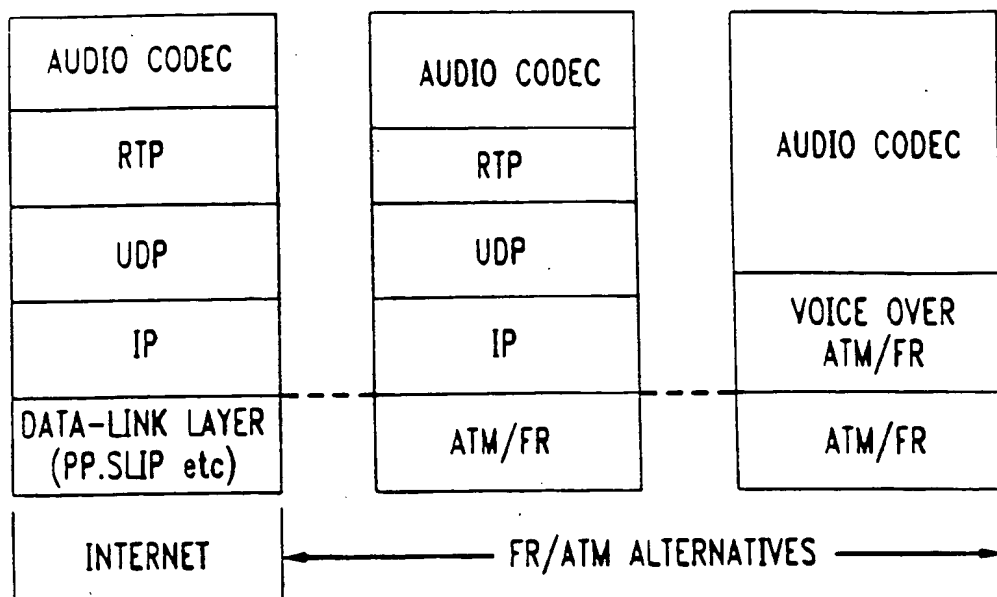 AUDIO CODEC
RTP
UDP
IP
DATA-LINK LAYER
(PP.SLIP etc)
INTERNET
AUDIO CODEC
RTP
UDP
IP
ATM/FR
AUDIO CODEC
VOICE OVER
ATM/FR
ATM/FR
FR/ATM ALTERNATIVES